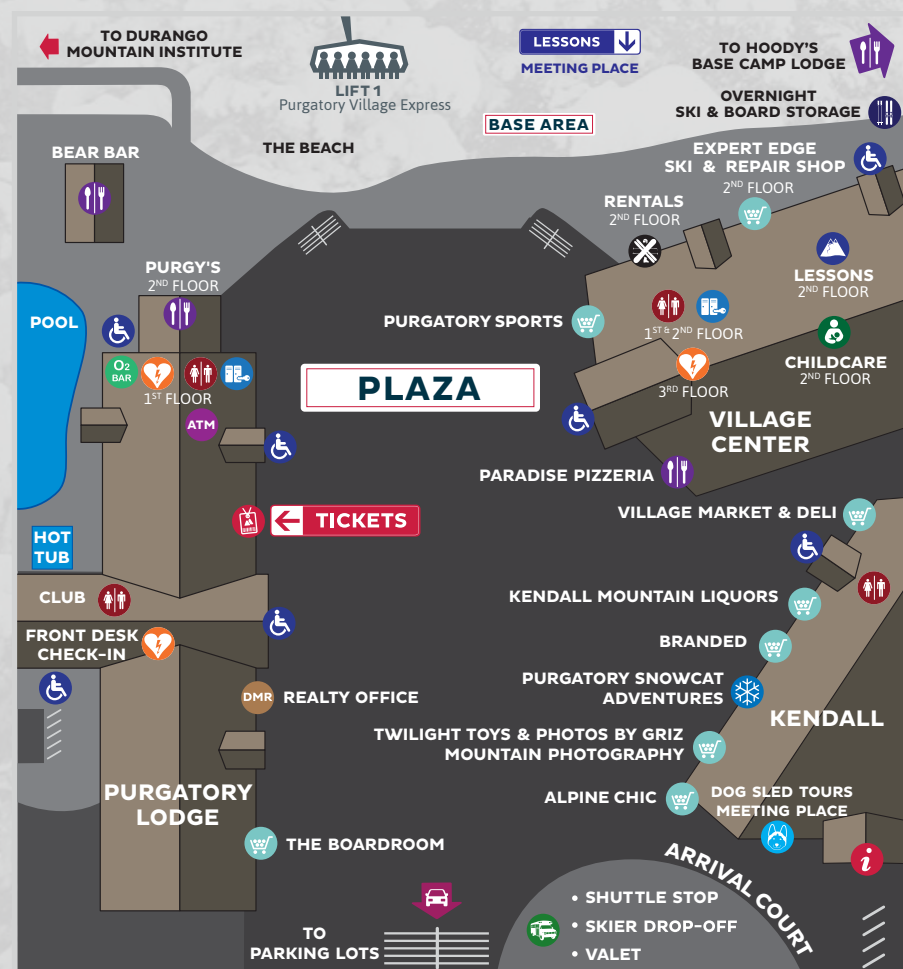 TO DURANGO
MOUNTAIN INSTITUTE
LIFT 1
Purgatory Village Express
LESSONS
MEETING PLACE
TO HOODY'S
BASE CAMP LODGE
OVERNIGHT
SKI & BOARD STORAGE
BASE AREA
THE BEACH
BEAR BAR
EXPERT EDGE
SKI & REPAIR SHOP
2ND FLOOR
RENTALS
2ND FLOOR
LESSONS
2ND FLOOR
PURGY'S
2ND FLOOR
POOL
PURGATORY SPORTS
1ST & 2ND FLOOR
CHILDCARE
2ND FLOOR
O2
BAR
1ST FLOOR
ATM
PLAZA
3RD FLOOR
VILLAGE
CENTER
PARADISE PIZZERIA
TICKETS
VILLAGE MARKET & DELI
HOT
TUB
CLUB
KENDALL MOUNTAIN LIQUORS
FRONT DESK
CHECK-IN
BRANDED
DMR
REALTY OFFICE
PURGATORY SNOWCAT
ADVENTURES
KENDALL
TWILIGHT TOYS & PHOTOS BY GRIZ
MOUNTAIN PHOTOGRAPHY
PURGATORY
LODGE
ALPINE CHIC
DOG SLED TOURS
MEETING PLACE
THE BOARDROOM
i
ARRIVAL COURT
• SHUTTLE STOP
• SKIER DROP-OFF
• VALET
TO
PARKING LOTS